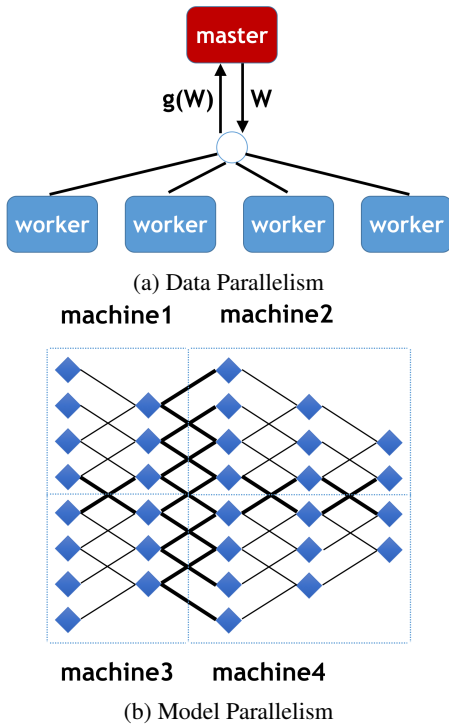 master
g(W) W
worker worker worker worker
(a) Data Parallelism
machine1 machine2
machine3 machine4
(b) Model Parallelism